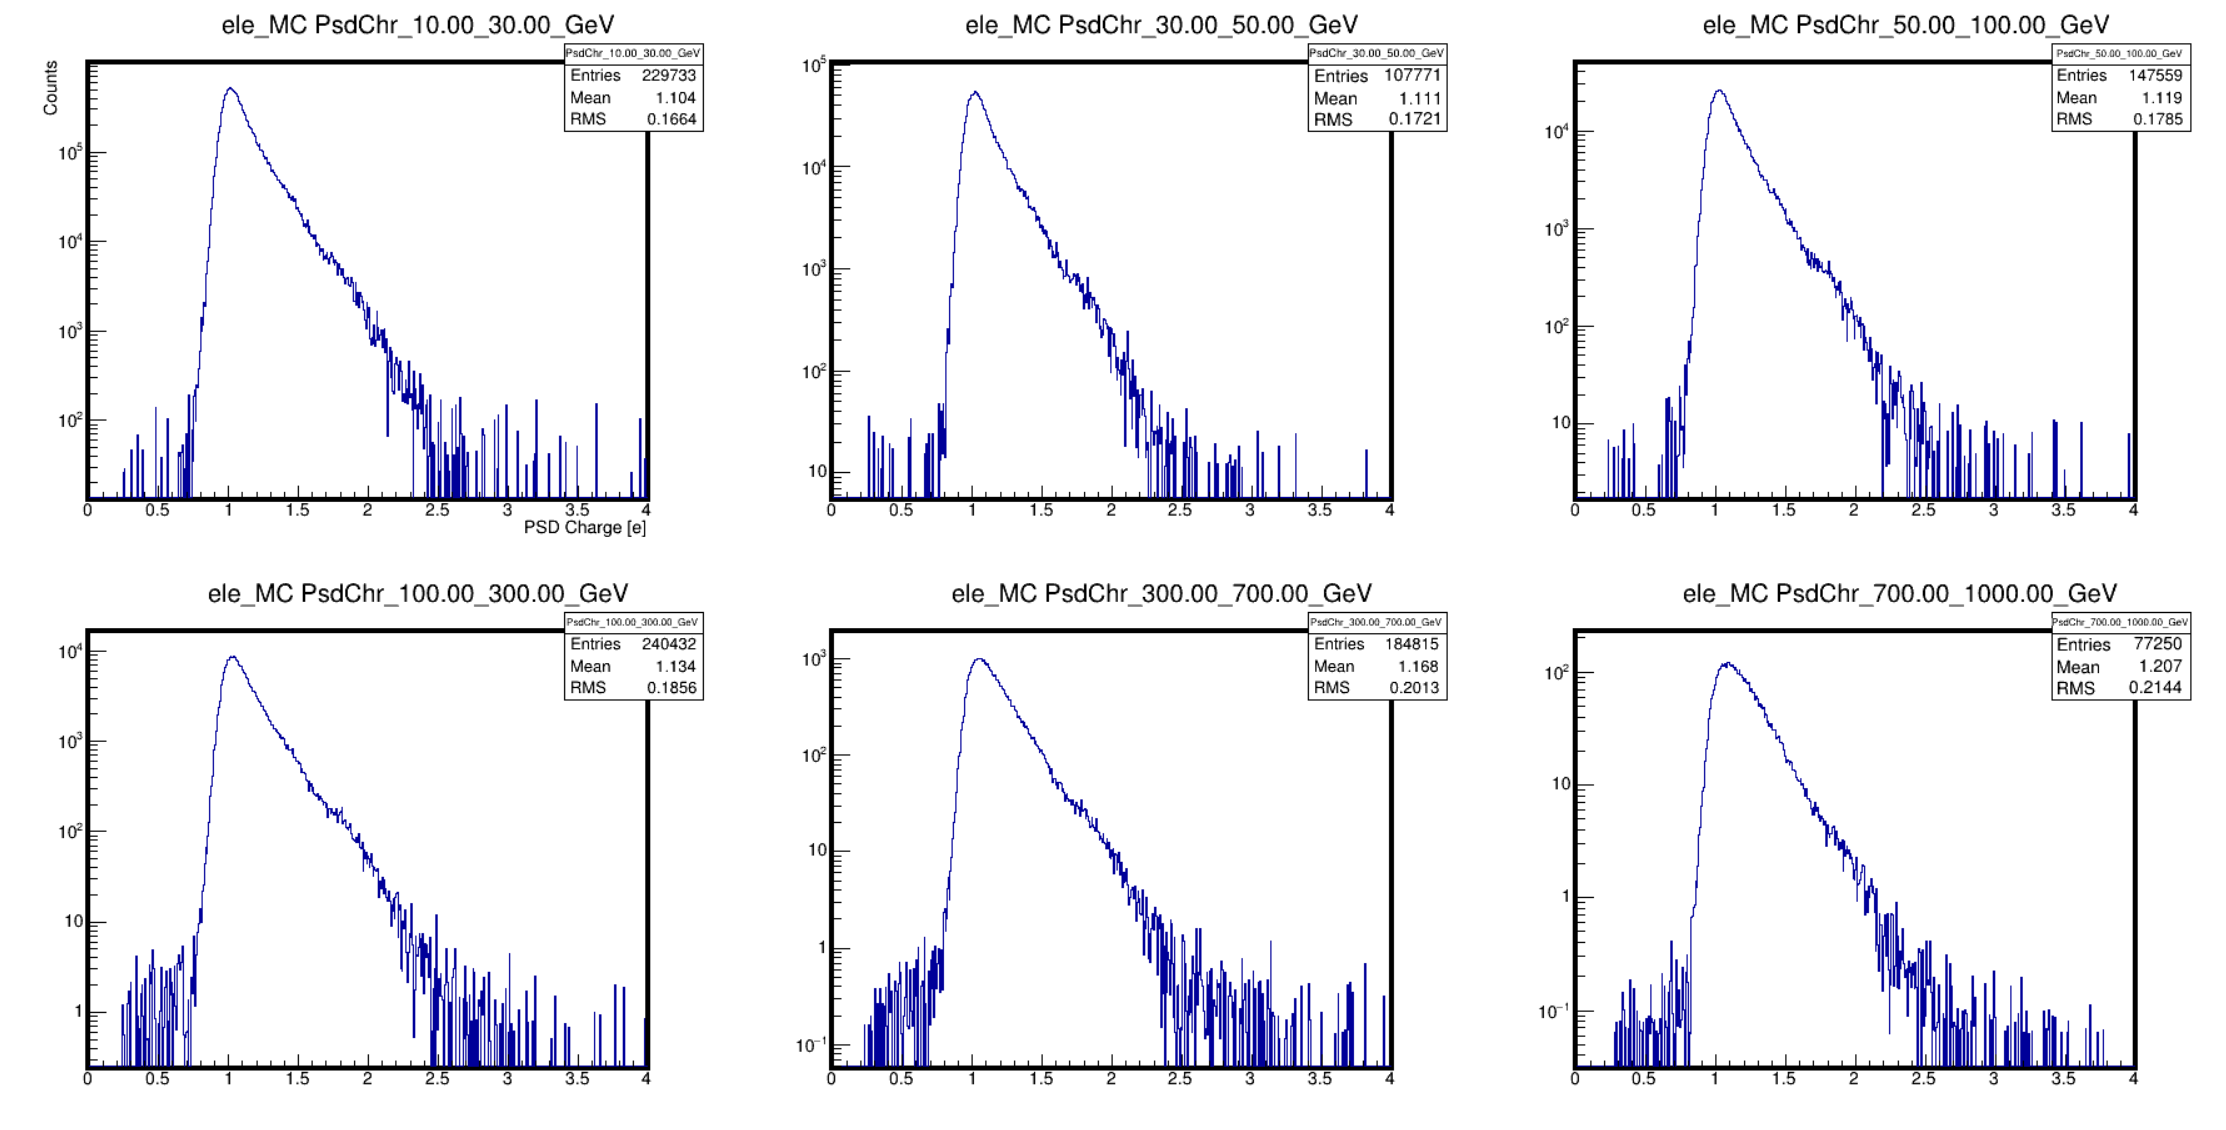 ele_MC PsdChr_10.00_30.00_GeV
PsdChr_10.00_30.00_GeV
Entries 229733
Mean 1.104
RMS 0.1664
Counts
10^5
10^4
10^3
10^2
0 0.5 1 1.5 2 2.5 3 3.5 4
PSD Charge [e]
ele_MC PsdChr_30.00_50.00_GeV
PsdChr_30.00_50.00_GeV
Entries 107771
Mean 1.111
RMS 0.1721
10^5
10^4
10^3
10^2
10
0 0.5 1 1.5 2 2.5 3 3.5 4
ele_MC PsdChr_50.00_100.00_GeV
PsdChr_50.00_100.00_GeV
Entries 147559
Mean 1.119
RMS 0.1785
10^4
10^3
10^2
10
0 0.5 1 1.5 2 2.5 3 3.5 4
ele_MC PsdChr_100.00_300.00_GeV
PsdChr_100.00_300.00_GeV
Entries 240432
Mean 1.134
RMS 0.1856
10^4
10^3
10^2
10
1
0 0.5 1 1.5 2 2.5 3 3.5 4
ele_MC PsdChr_300.00_700.00_GeV
PsdChr_300.00_700.00_GeV
Entries 184815
Mean 1.168
RMS 0.2013
10^3
10^2
10
1
10^−1
0 0.5 1 1.5 2 2.5 3 3.5 4
ele_MC PsdChr_700.00_1000.00_GeV
PsdChr_700.00_1000.00_GeV
Entries 77250
Mean 1.207
RMS 0.2144
10^2
10
1
10^−1
0 0.5 1 1.5 2 2.5 3 3.5 4